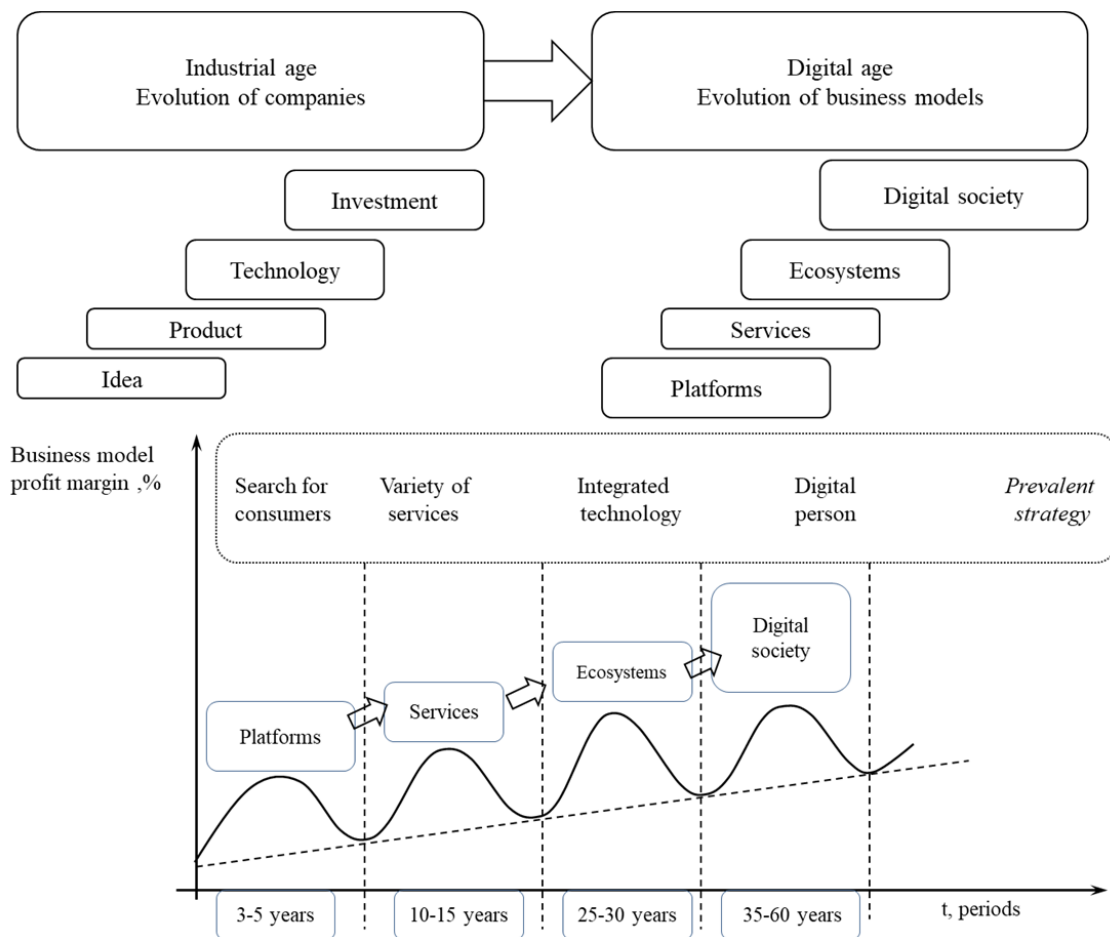 Industrial age
Evolution of companies
Digital age
Evolution of business models
Investment
Digital society
Technology
Ecosystems
Product
Services
Idea
Platforms
Business model
profit margin ,%
Search for
consumers
Variety of
services
Integrated
technology
Digital
person
Prevalent
strategy
Digital
society
Ecosystems
Services
Platforms
3-5 years
10-15 years
25-30 years
35-60 years
t, periods